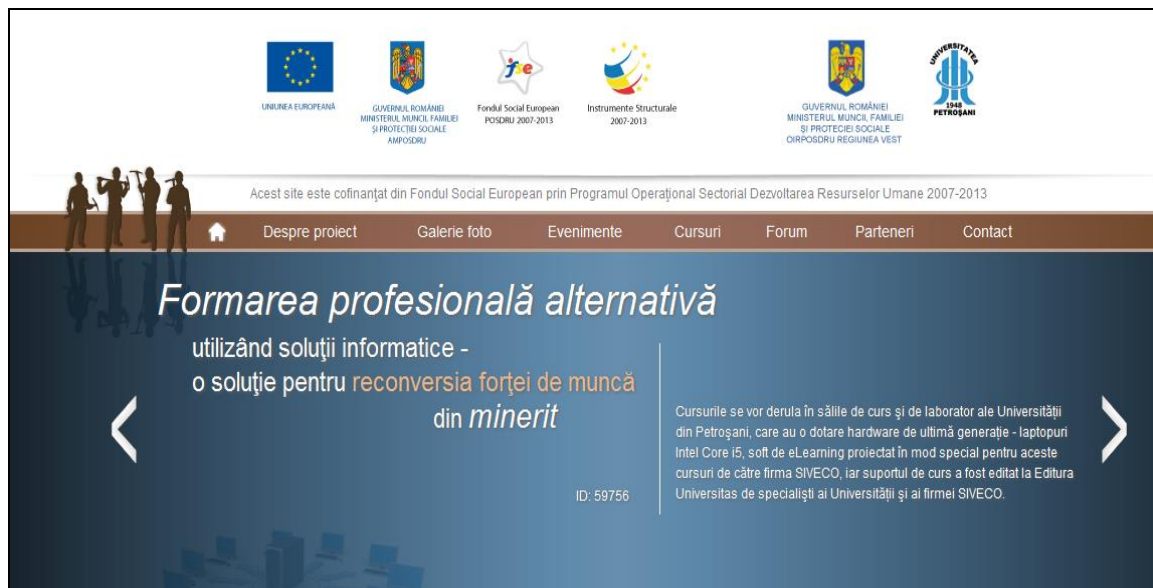 UNIUNEA EUROPEANĂ
GUVERNUL ROMÂNIEI
MINISTERUL MUNCII, FAMILIEI
ŞI PROTECŢIEI SOCIALE
AMPOSDRU
fse
Fondul Social European
POSDRU 2007-2013
Instrumente Structurale
2007-2013
GUVERNUL ROMÂNIEI
MINISTERUL MUNCII, FAMILIEI
ŞI PROTECIEI SOCIALE
OIRPOSDRU REGIUNEA VEST
UNIVERSITATEA
1948
PETROŞANI
Acest site este cofinanţat din Fondul Social European prin Programul Operaţional Sectorial Dezvoltarea Resurselor Umane 2007-2013
Despre proiect Galerie foto Evenimente Cursuri Forum Parteneri Contact
Formarea profesională alternativă
utilizând soluţii informatice -
o soluţie pentru reconversia forţei de muncă
din minerit
ID: 59756
Cursurile se vor derula în sălile de curs şi de laborator ale Universităţii
din Petroşani, care au o dotare hardware de ultimă generaţie - laptopuri
Intel Core i5, soft de eLearning proiectat în mod special pentru aceste
cursuri de către firma SIVECO, iar suportul de curs a fost editat la Editura
Universitas de specialişti ai Universităţii şi ai firmei SIVECO.